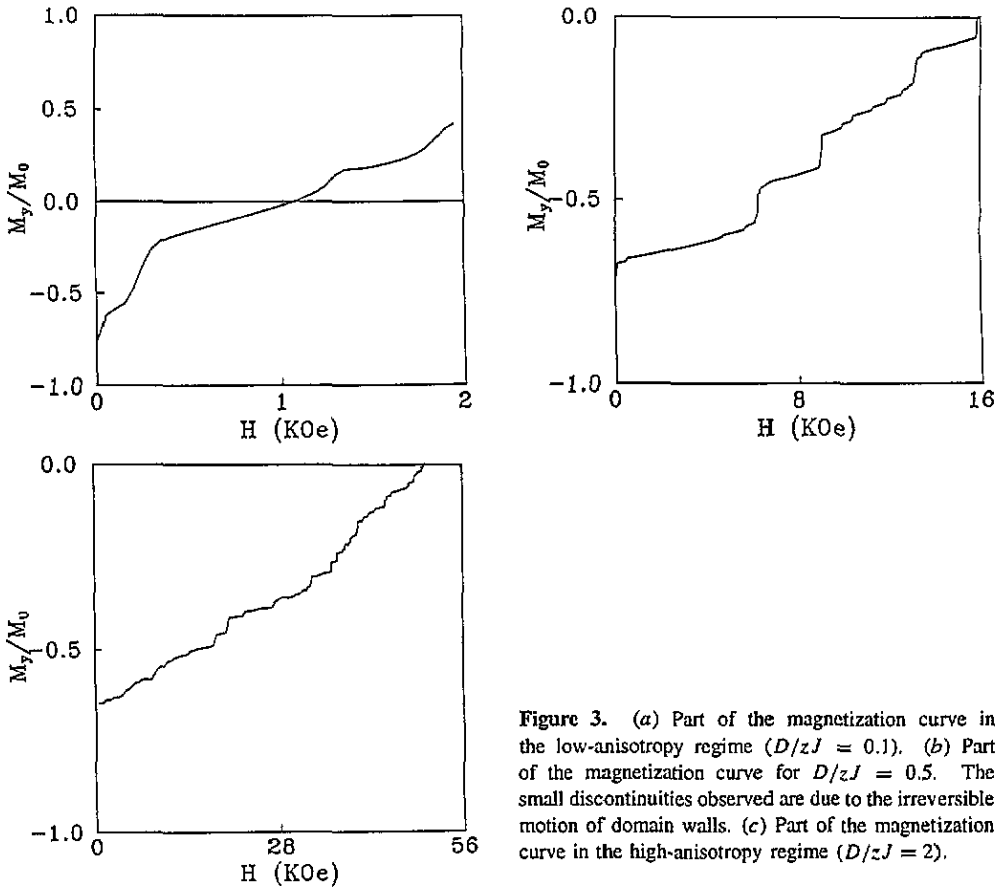 1.0
0.5
0.0
-0.5
-1.0
M_y/M_0
0
1
2
H (KOe)
0.0
-0.5
-1.0
M_y/M_0
0
8
16
H (KOe)
0.0
-0.5
-1.0
M_y/M_0
0
28
56
H (KOe)
Figure 3. (a) Part of the magnetization curve in
the low-anisotropy regime (D/zJ = 0.1). (b) Part
of the magnetization curve for D/zJ = 0.5. The
small discontinuities observed are due to the irreversible
motion of domain walls. (c) Part of the magnetization
curve in the high-anisotropy regime (D/zJ = 2).